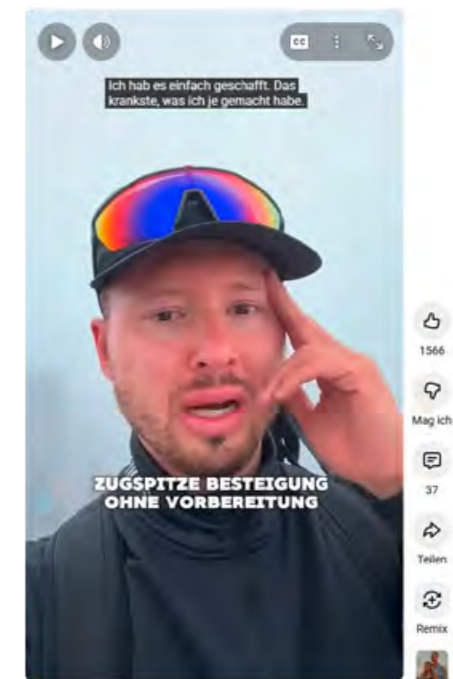 cc
Ich hab es einfach geschafft. Das
krankste, was ich je gemacht habe.
ZUGSPITZE BESTEIGUNG
OHNE VORBEREITUNG
1566
Mag ich
37
Teilen
Remix